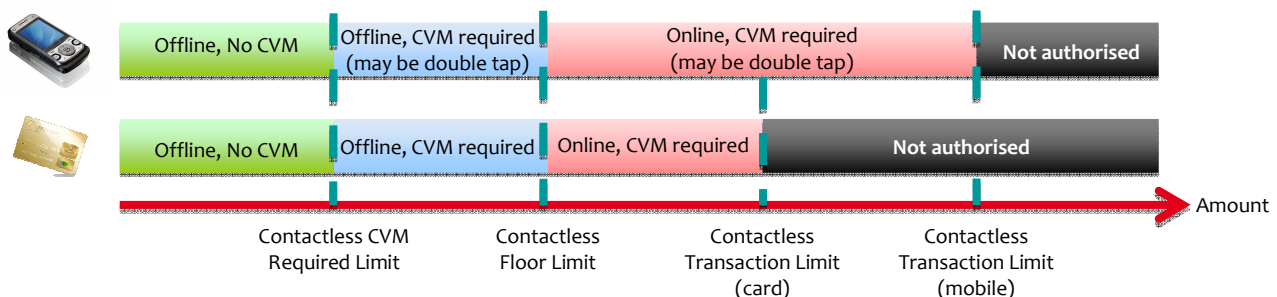 Offline, No CVM
Offline, CVM required
(may be double tap)
Online, CVM required
(may be double tap)
Not authorised
Offline, No CVM
Offline, CVM required
Online, CVM required
Not authorised
Amount
Contactless CVM
Required Limit
Contactless
Floor Limit
Contactless
Transaction Limit
(card)
Contactless
Transaction Limit
(mobile)